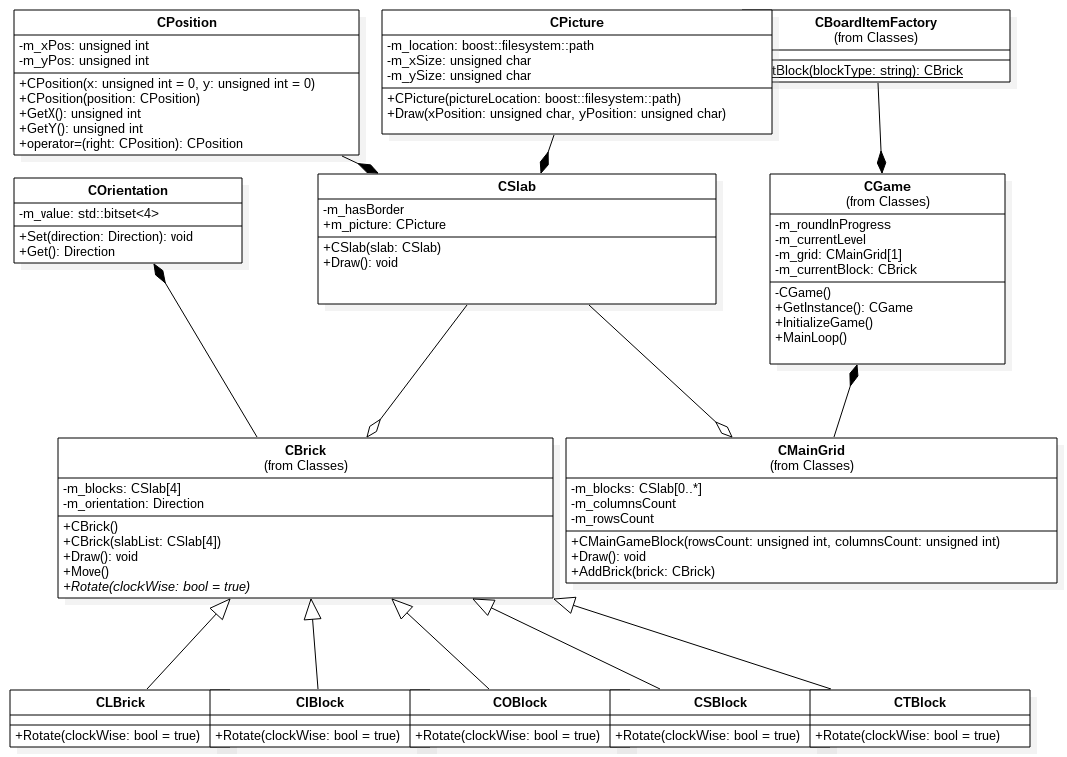 CPosition
-m_xPos: unsigned int
-m_yPos: unsigned int
+CPosition(x: unsigned int = 0, y: unsigned int = 0)
+CPosition(position: CPosition)
+GetX(): unsigned int
+GetY(): unsigned int
+operator=(right: CPosition): CPosition
CPicture
-m_location: boost::filesystem::path
-m_xSize: unsigned char
-m_ySize: unsigned char
+CPicture(pictureLocation: boost::filesystem::path)
+Draw(xPosition: unsigned char, yPosition: unsigned char)
CBoardItemFactory
(from Classes)
tBlock(blockType: string): CBrick
COrientation
-m_value: std::bitset<4>
+Set(direction: Direction): void
+Get(): Direction
CSlab
-m_hasBorder
+m_picture: CPicture
+CSlab(slab: CSlab)
+Draw(): void
CGame
(from Classes)
-m_roundInProgress
-m_currentLevel
-m_grid: CMainGrid[1]
-m_currentBlock: CBrick
-CGame()
+GetInstance(): CGame
+InitializeGame()
+MainLoop()
CBrick
(from Classes)
-m_blocks: CSlab[4]
-m_orientation: Direction
+CBrick()
+CBrick(slabList: CSlab[4])
+Draw(): void
+Move()
+Rotate(clockWise: bool = true)
CMainGrid
(from Classes)
-m_blocks: CSlab[0..*]
-m_columnsCount
-m_rowsCount
+CMainGameBlock(rowsCount: unsigned int, columnsCount: unsigned int)
+Draw(): void
+AddBrick(brick: CBrick)
CLBrick
+Rotate(clockWise: bool = true)
CIBlock
+Rotate(clockWise: bool = true)
COBlock
+Rotate(clockWise: bool = true)
CSBlock
+Rotate(clockWise: bool = true)
CTBlock
+Rotate(clockWise: bool = true)